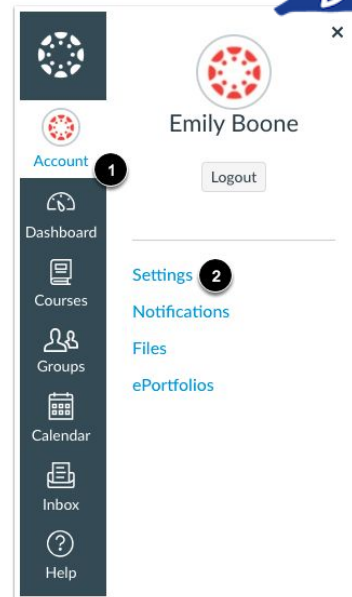 ×
Emily Boone
Logout
Account
1
Dashboard
Courses
Groups
Calendar
Inbox
Help
Settings 2
Notifications
Files
ePortfolios